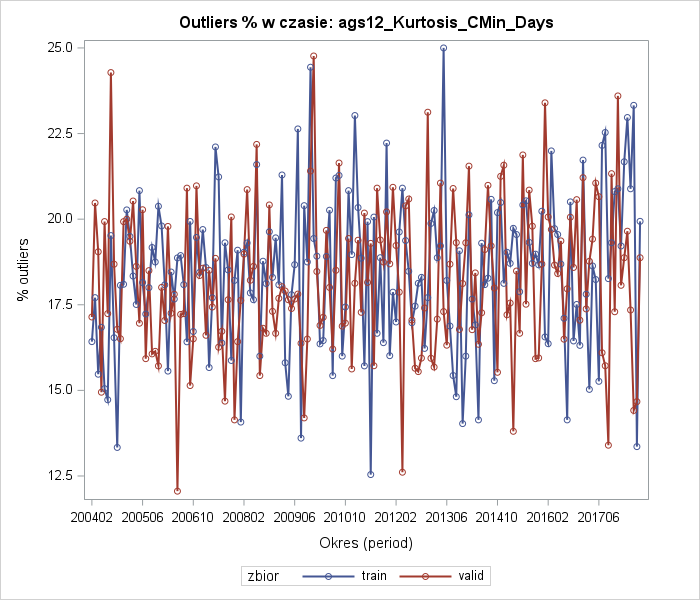 Outliers % w czasie: ags12_Kurtosis_CMin_Days
25.0
22.5
20.0
17.5
15.0
12.5
% outliers
200402 200506 200610 200802 200906 201010 201202 201306 201410 201602 201706
Okres (period)
zbior train valid